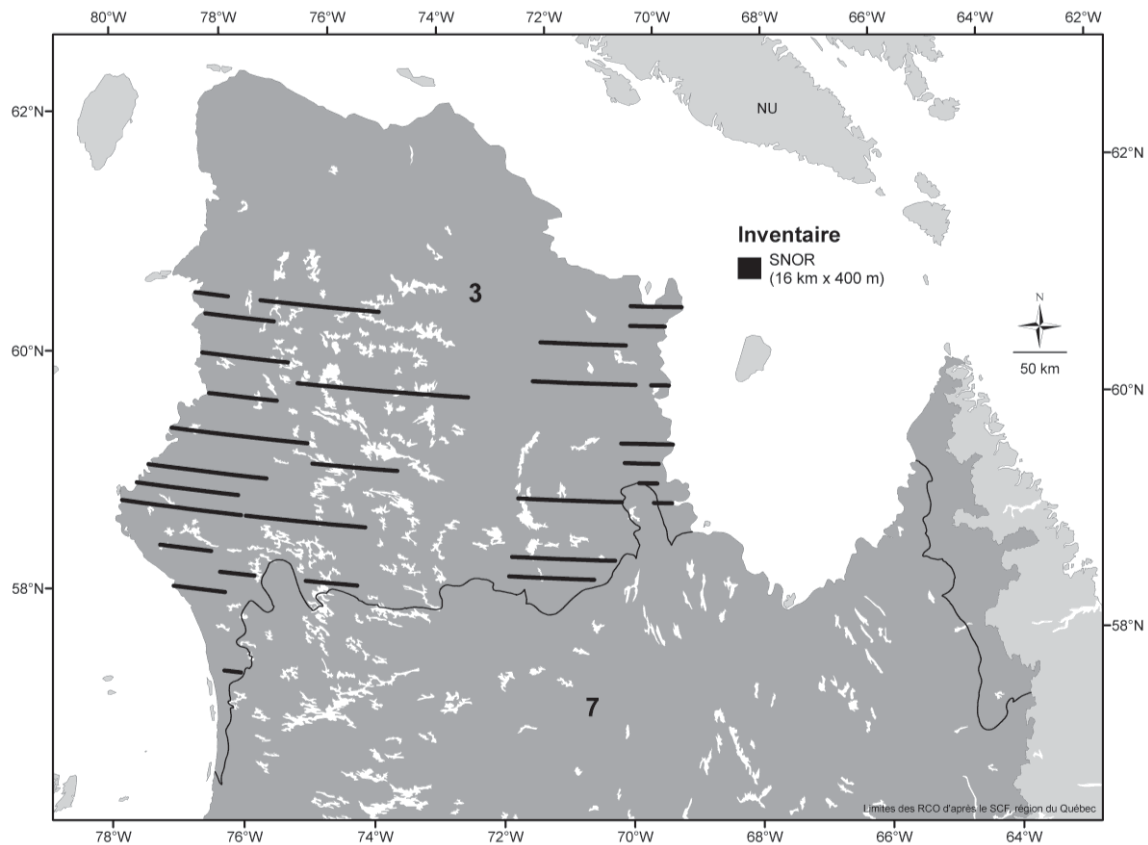 80°W 78°W 76°W 74°W 72°W 70°W 68°W 66°W 64°W 62°W
62°N
NU
62°N
Inventaire
SNOR
(16 km x 400 m)
3
N
60°N
50 km
60°N
58°N
58°N
7
Limites des RCO d'après le SCF, région du Québec
78°W 76°W 74°W 72°W 70°W 68°W 66°W 64°W